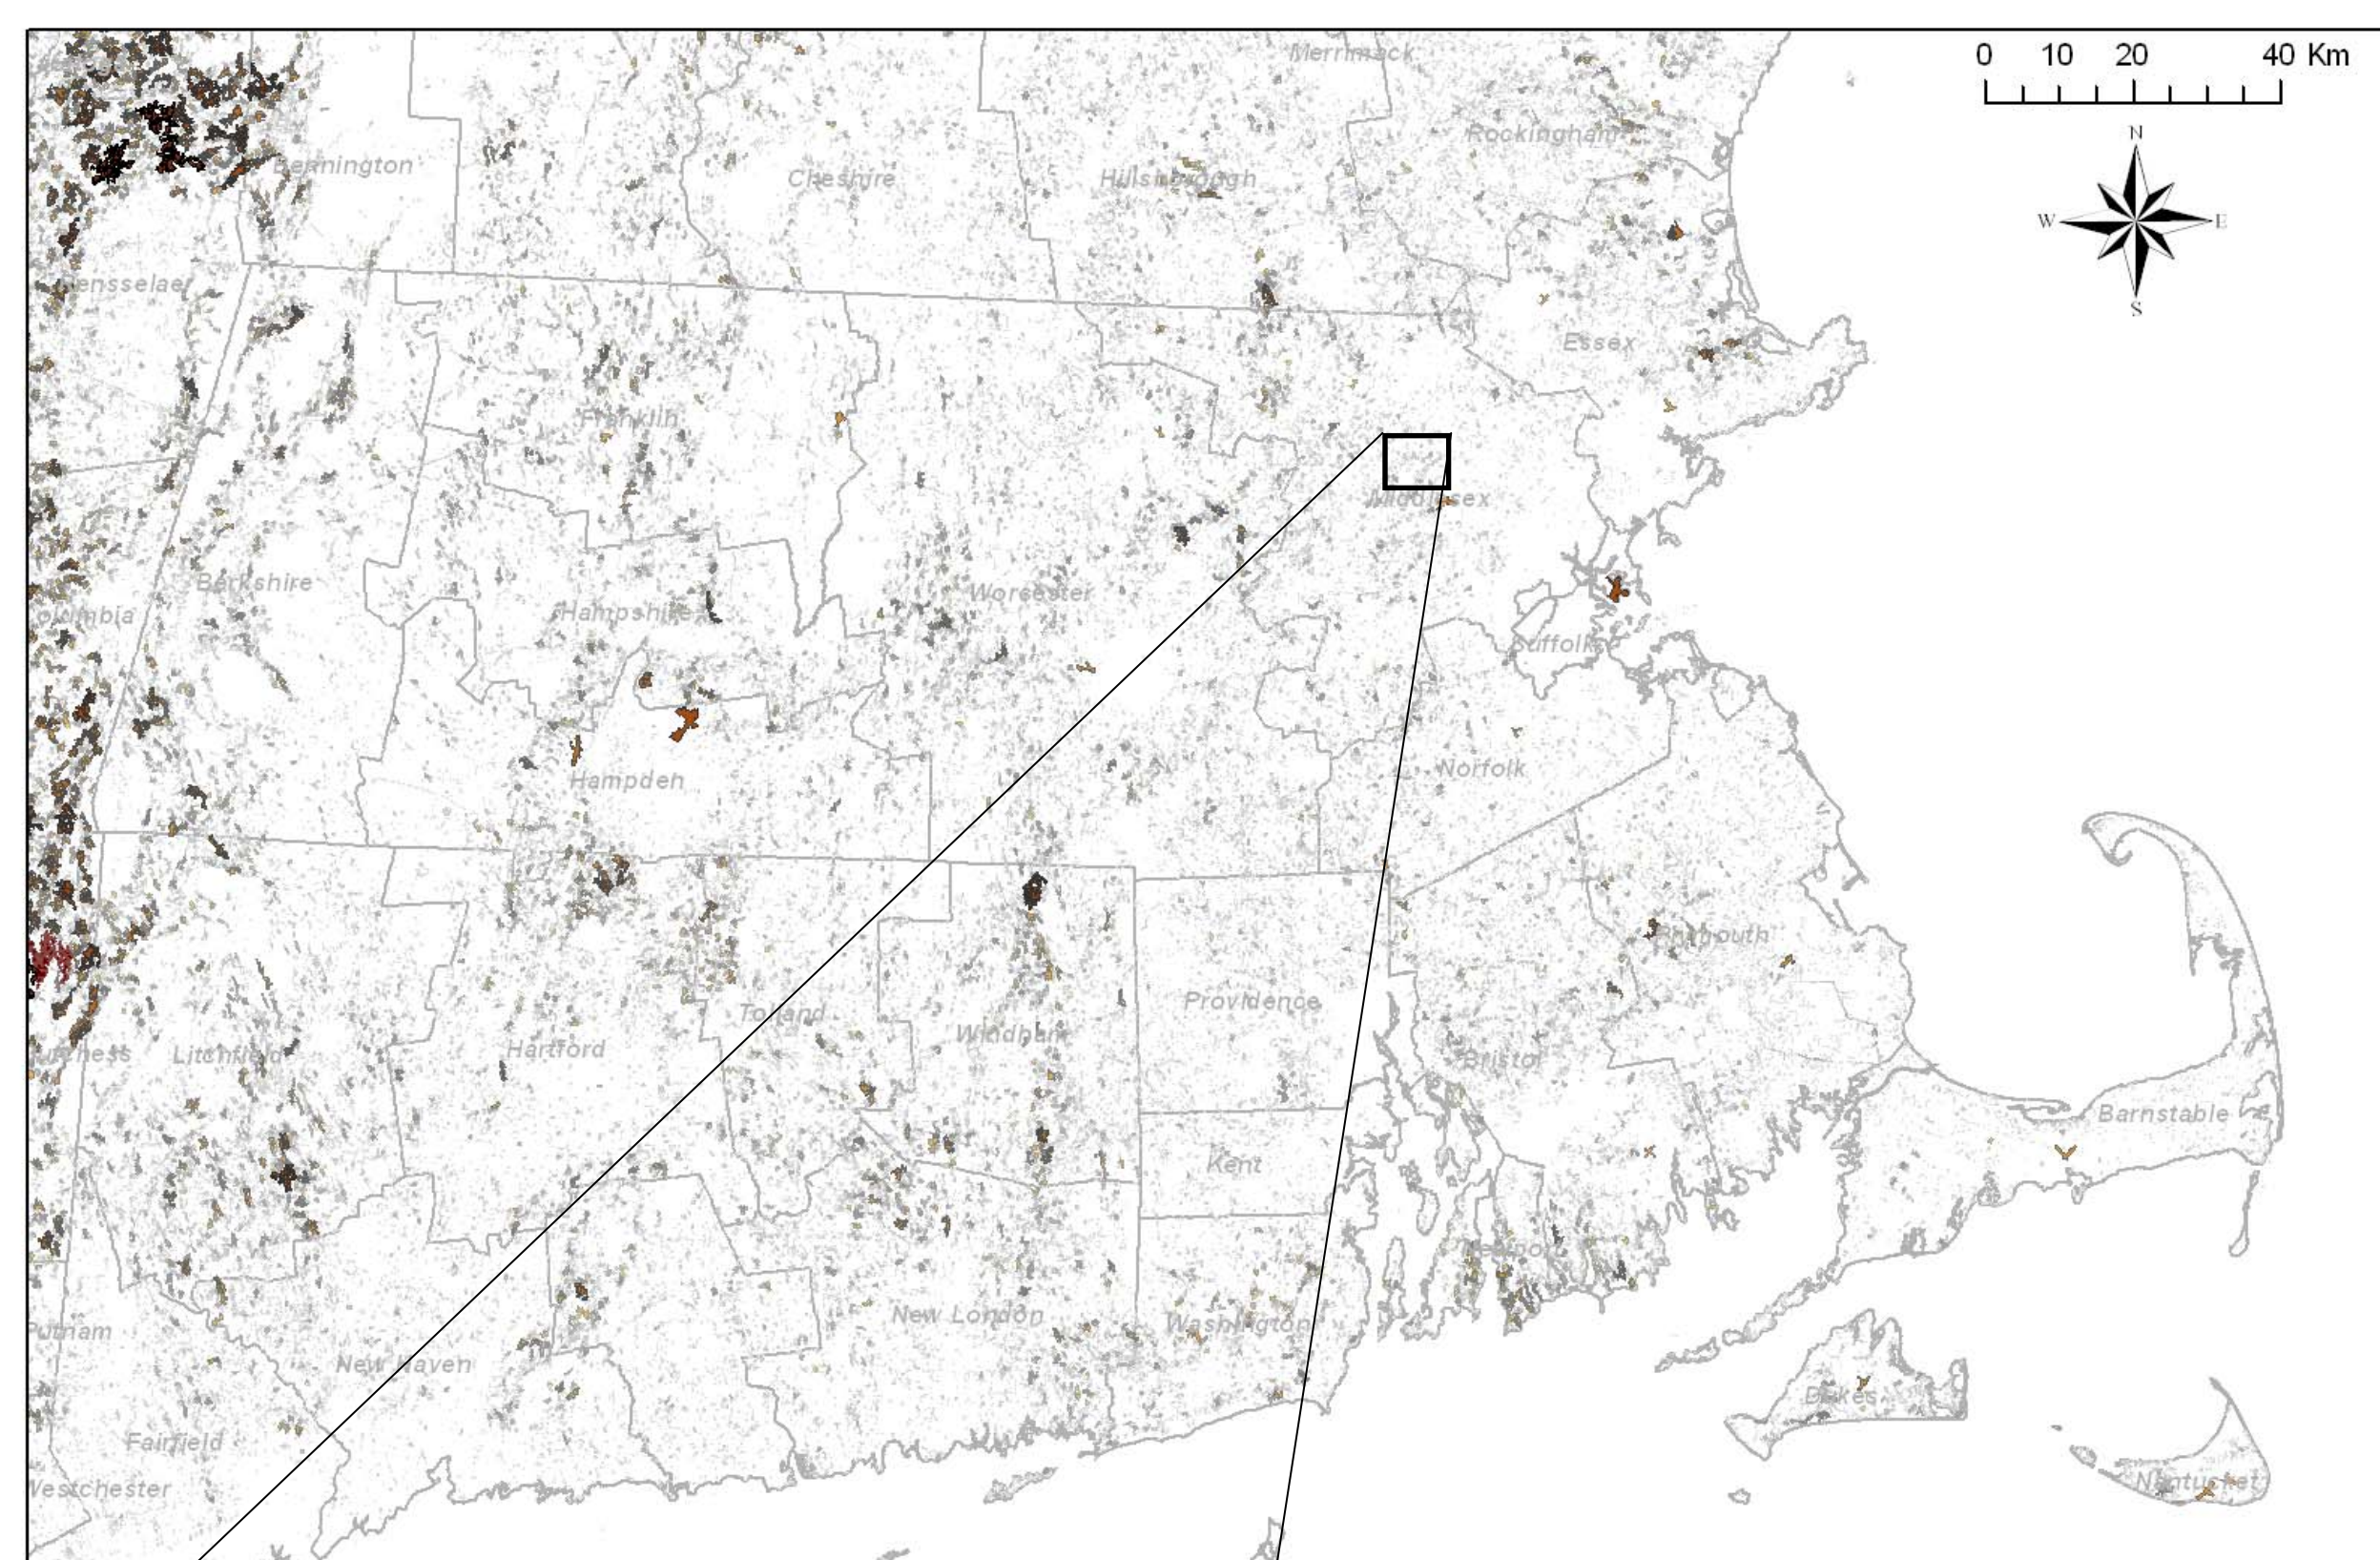 Merrimack
0 10 20 40 Km
N
Rockingham
Bennington
Cheshire
Hillsborough
W E
Rensselaer
S
Essex
Franklin
Middlesex
Berkshire
Worcester
Columbia
Hampshire
Suffolk
Norfolk
Hampden
Plymouth
Providence
Tolland
Windham
Hartford
Dutchess
Litchfield
Bristol
Barnstable
Kent
Newport
New London
Washington
Putnam
New Haven
Dukes
Fairfield
Nantucket
Westchester